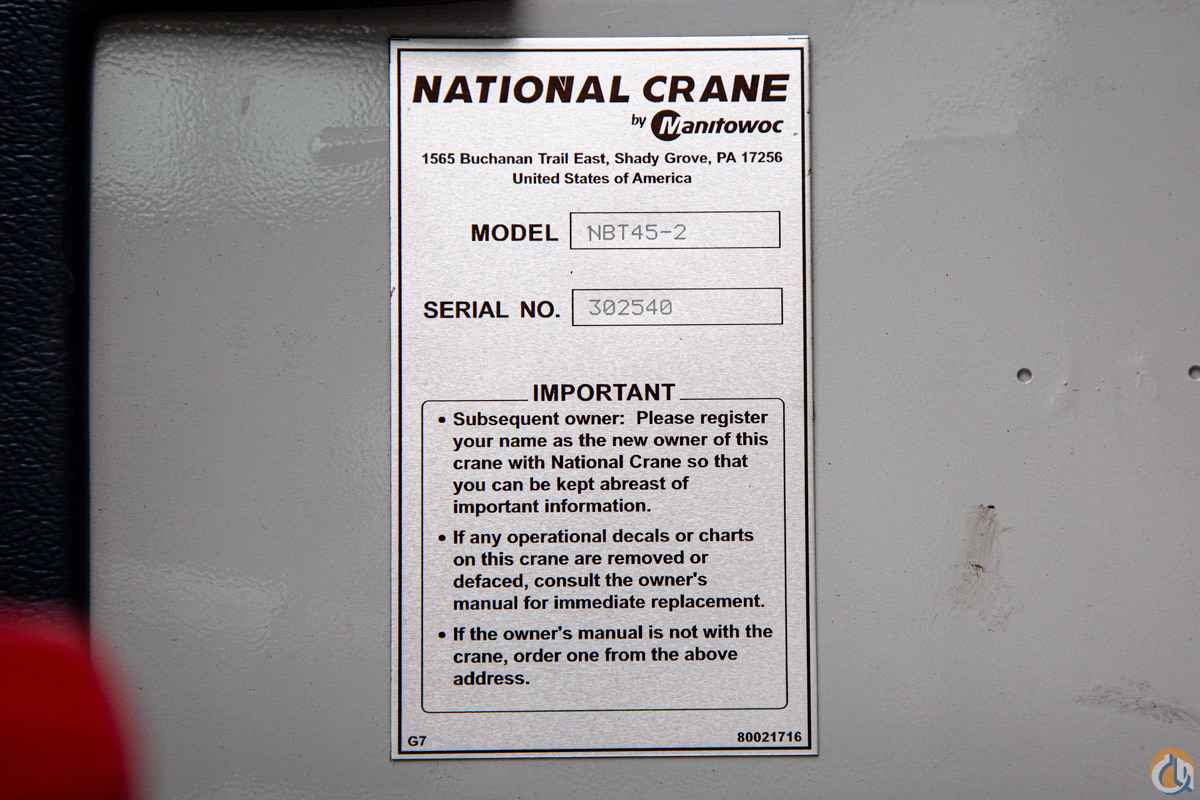 NATIONAL CRANE
by Manitowoc
1565 Buchanan Trail East, Shady Grove, PA 17256
United States of America
MODEL NBT45-2
SERIAL NO. 302540
IMPORTANT
• Subsequent owner: Please register
your name as the new owner of this
crane with National Crane so that
you can be kept abreast of
important information.
• If any operational decals or charts
on this crane are removed or
defaced, consult the owner's
manual for immediate replacement.
• If the owner's manual is not with the
crane, order one from the above
address.
G7 80021716